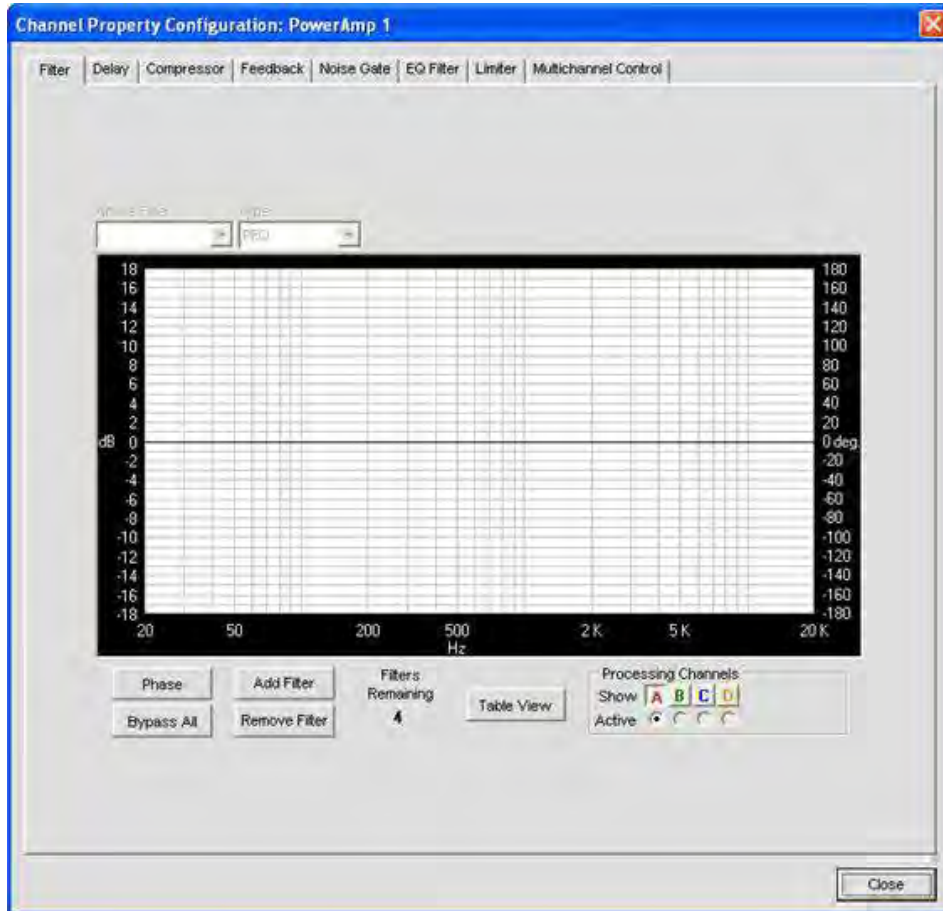 Channel Property Configuration: PowerAmp 1
Filter Delay Compressor Feedback Noise Gate EQ Filter Limiter Multichannel Control
Active Filter Type
PEQ
18 180
16 160
14 140
12 120
10 100
8 80
6 60
4 40
2 20
dB 0 0 deg.
-2 -20
-4 -40
-6 -60
-8 -80
-10 -100
-12 -120
-14 -140
-16 -160
-18 -180
20 50 200 500 2 K 5 K 20 K
Hz
Phase Add Filter Filters Remaining 4 Table View
Bypass All Remove Filter
Processing Channels
Show A B C D
Active
Close